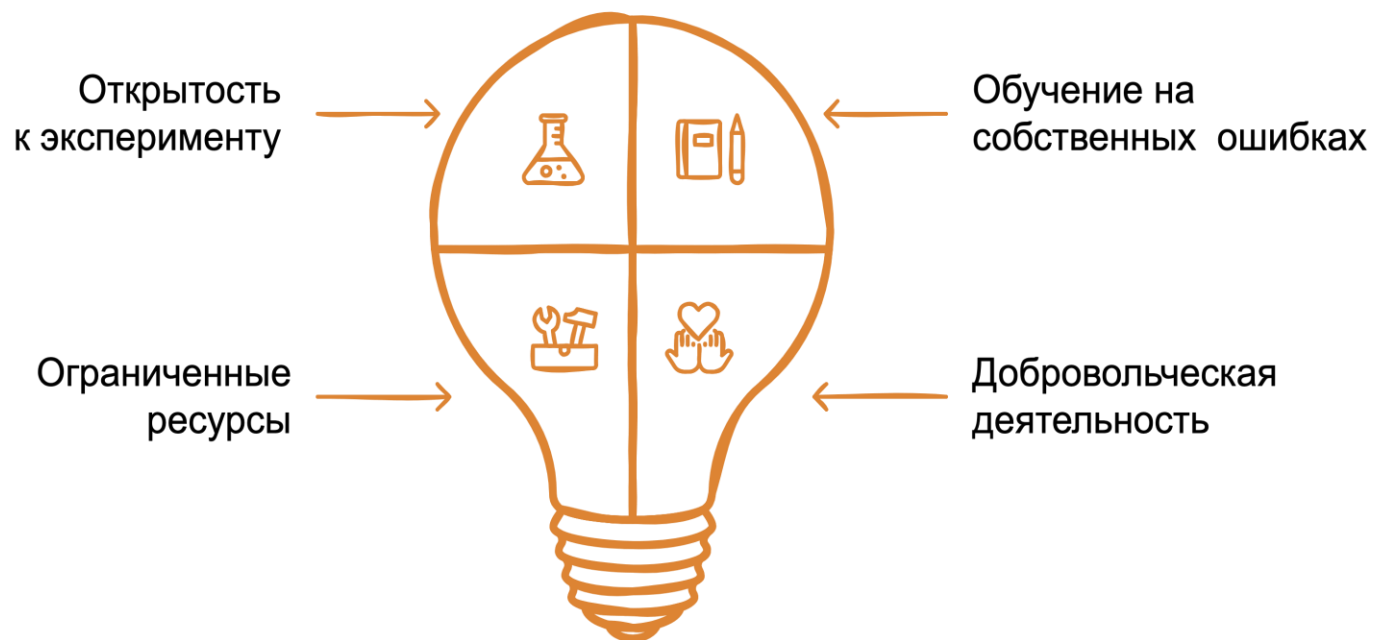 Открытость
к эксперименту
Обучение на
собственных ошибках
Ограниченные
ресурсы
Добровольческая
деятельность